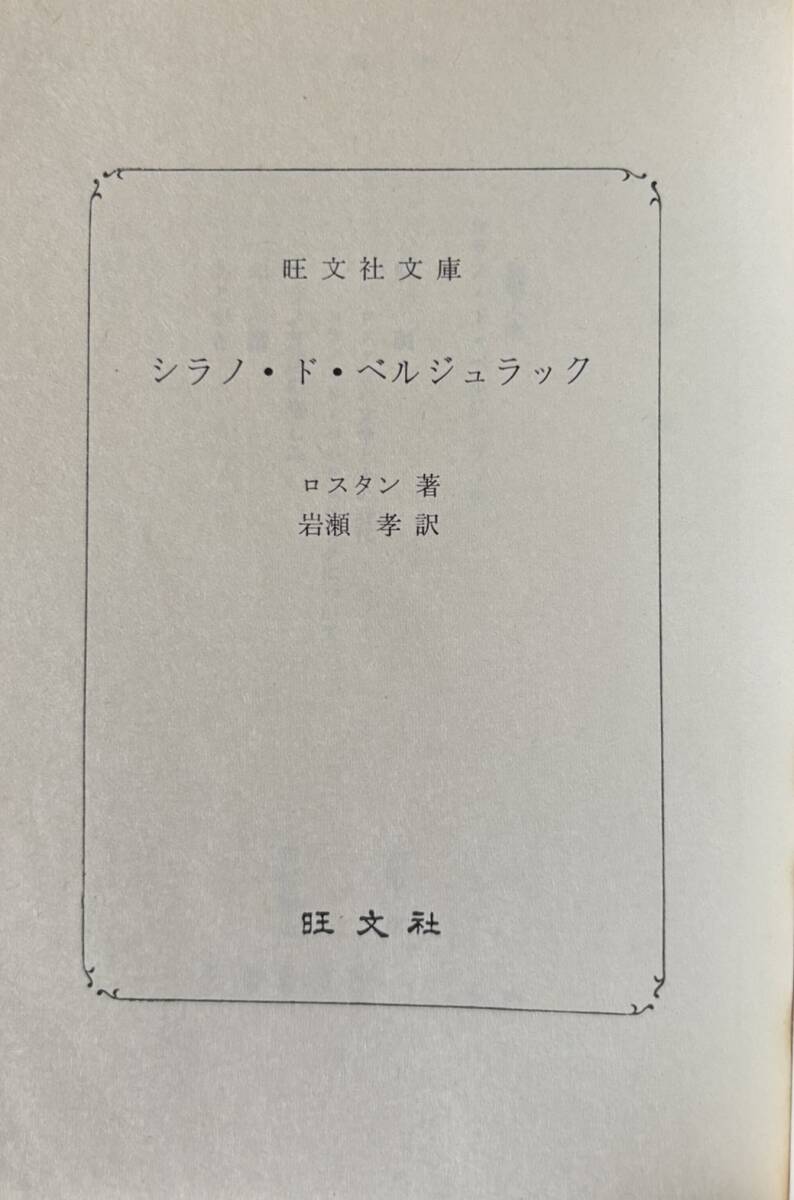 旺文社文庫
シラノ・ド・ベルジュラック
ロスタン 著
岩瀬 孝 訳
旺文社